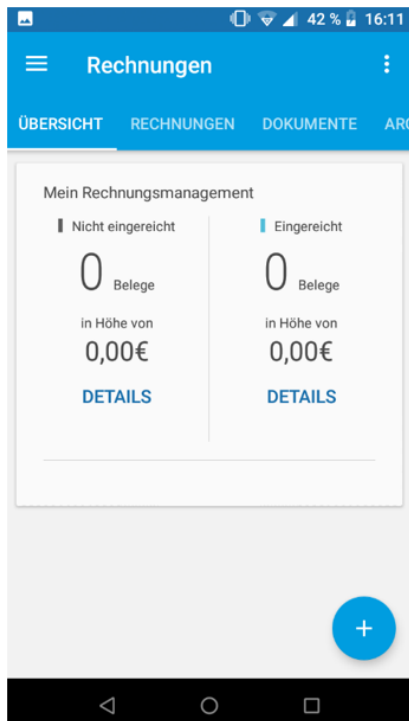 42 % 16:11
Rechnungen
ÜBERSICHT RECHNUNGEN DOKUMENTE ARC
Mein Rechnungsmanagement
Nicht eingereicht Eingereicht
0 Belege 0 Belege
in Höhe von in Höhe von
0,00€ 0,00€
DETAILS DETAILS
+